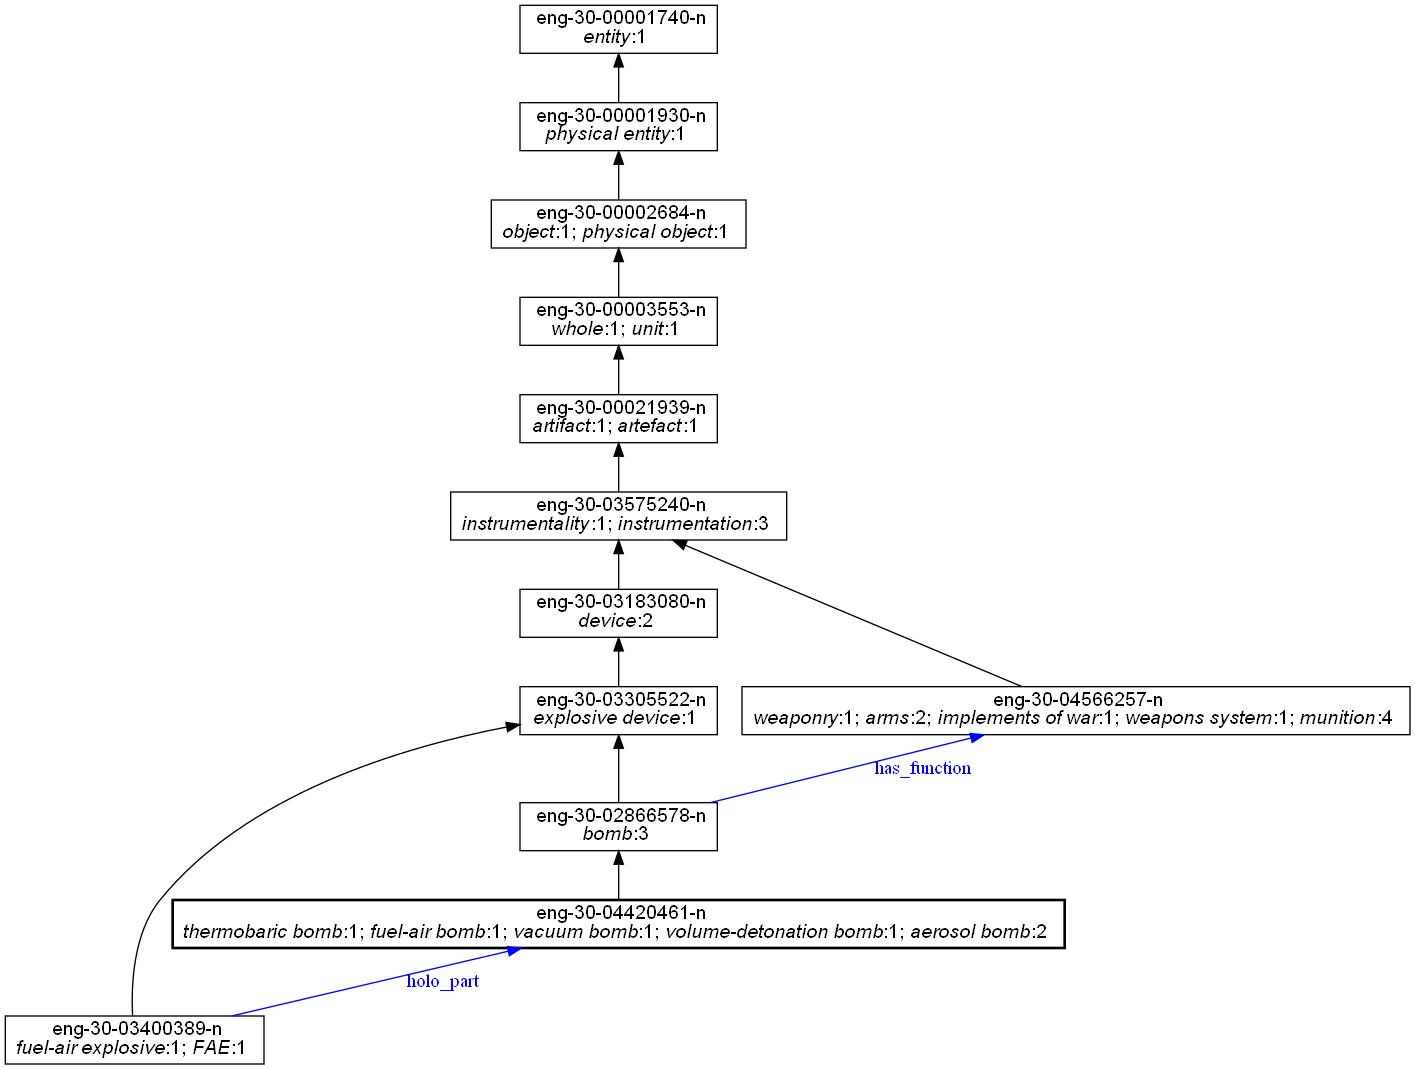 eng-30-00001740-n
entity:1
eng-30-00001930-n
physical entity:1
eng-30-00002684-n
object:1; physical object:1
eng-30-00003553-n
whole:1; unit:1
eng-30-00021939-n
artifact:1; artefact:1
eng-30-03575240-n
instrumentality:1; instrumentation:3
eng-30-03183080-n
device:2
eng-30-03305522-n
explosive device:1
eng-30-04566257-n
weaponry:1; arms:2; implements of war:1; weapons system:1; munition:4
has_function
eng-30-02866578-n
bomb:3
eng-30-04420461-n
thermobaric bomb:1; fuel-air bomb:1; vacuum bomb:1; volume-detonation bomb:1; aerosol bomb:2
holo_part
eng-30-03400389-n
fuel-air explosive:1; FAE:1